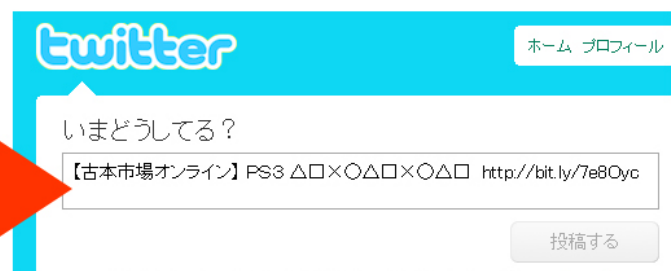 twitter
ホーム プロフィール
いまどうしてる？
【古本市場オンライン】 PS3 △□×○△□×○△□ http://bit.ly/7e8Oyc
投稿する